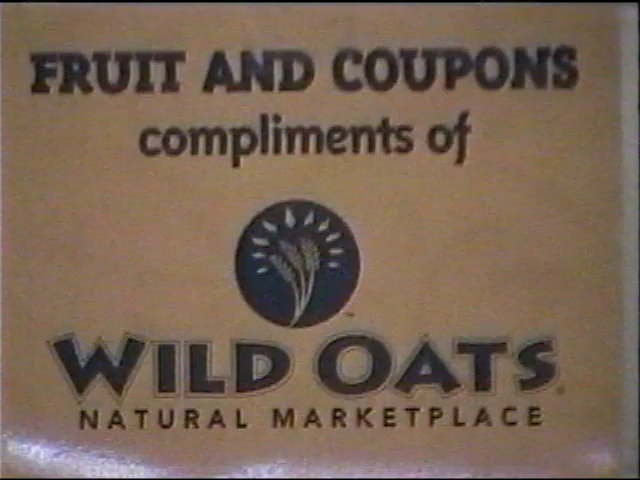 FRUIT AND COUPONS
compliments of
WILD OATS
NATURAL MARKETPLACE